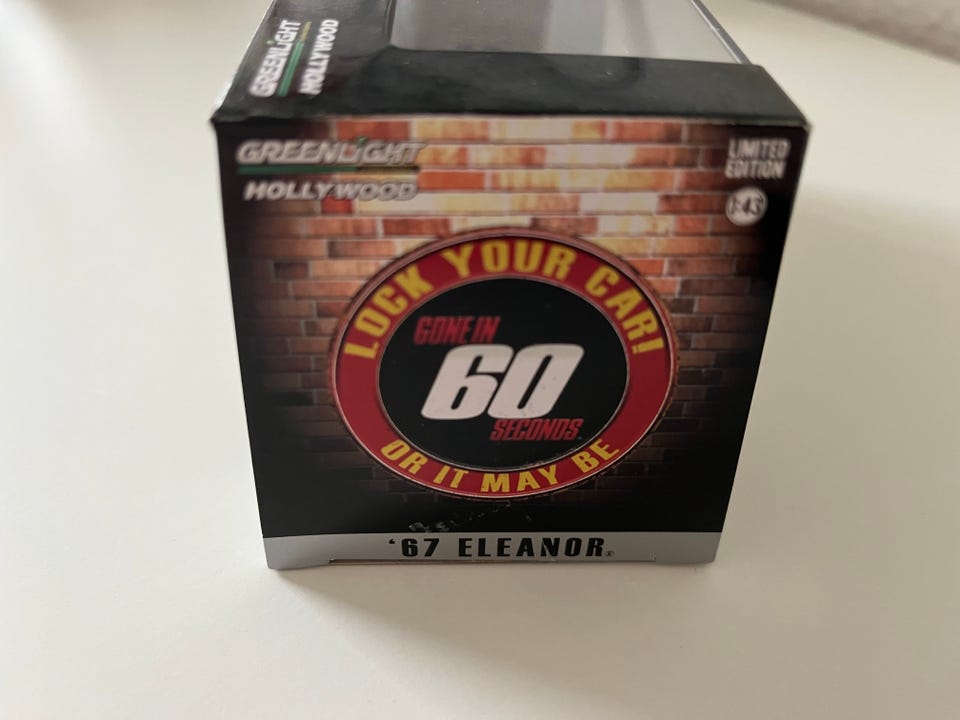 GREENLIGHT
HOLLYWOOD
GREENLIGHT
HOLLYWOOD
LIMITED
EDITION
1:43
LOCK YOUR CAR!
GONE IN
60
SECONDS
OR IT MAY BE
'67 ELEANOR®